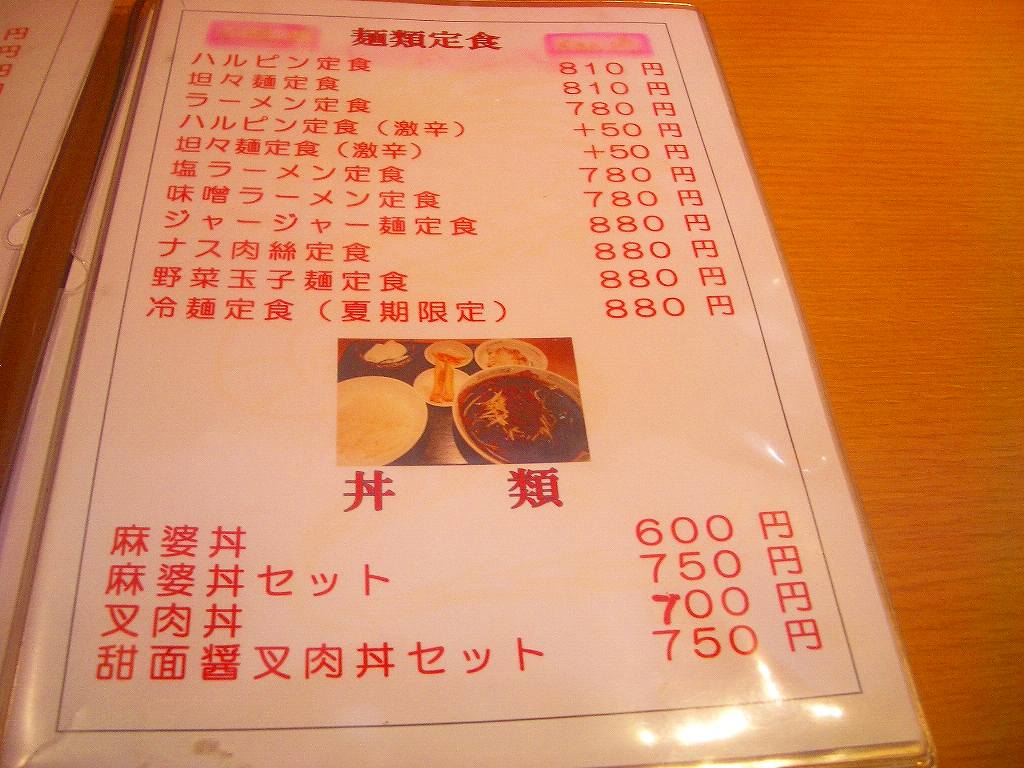 麺類定食
ハルピン定食 810 円
坦々麺定食 810 円
ラーメン定食 780 円
ハルピン定食（激辛） +50 円
坦々麺定食（激辛） +50 円
塩ラーメン定食 780 円
味噌ラーメン定食 780 円
ジャージャー麺定食 880 円
ナス肉絲定食 880 円
野菜玉子麺定食 880 円
冷麺定食（夏期限定） 880 円
丼 類
麻婆丼 600 円
麻婆丼セット 750 円
叉肉丼 700 円
甜面醤叉肉丼セット 750 円
円
円
円
円